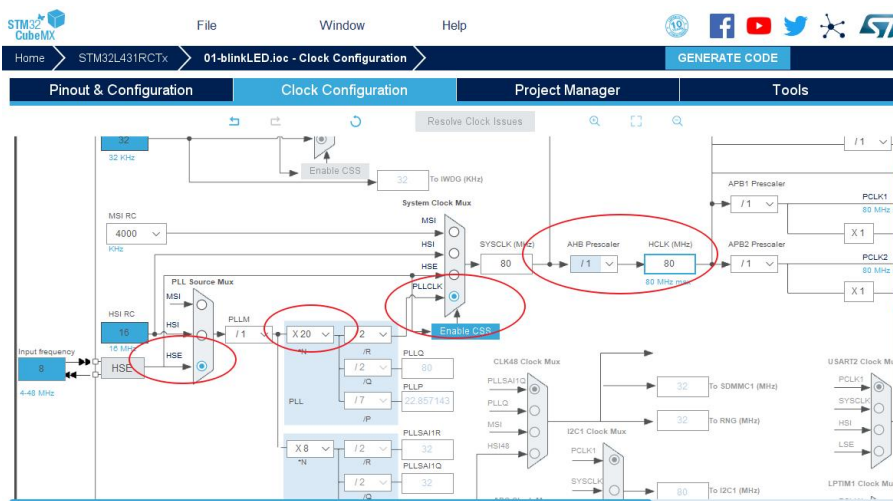 STM32
CubeMX
File
Window
Help
10
Home
STM32L431RCTx
01-blinkLED.ioc - Clock Configuration
GENERATE CODE
Pinout & Configuration
Clock Configuration
Project Manager
Tools
Resolve Clock Issues
32
32 KHz
Enable CSS
32
To IWDG (KHz)
/ 1
System Clock Mux
APB1 Prescaler
/ 1
PCLK1
80 MHz
X 1
MSI RC
4000
KHz
MSI
HSI
HSE
PLLCLK
SYSCLK (MHz)
80
AHB Prescaler
/ 1
HCLK (MHz)
80
80 MHz max
APB2 Prescaler
/ 1
PCLK2
80 MHz
X 1
PLL Source Mux
MSI
HSI
HSE
HSI RC
16
16 MHz
PLLM
/ 1
X 20
*N
/ 2
/R
Enable CSS
Input frequency
8
4-48 MHz
HSE
PLLQ
/ 2
80
/Q
PLLP
/ 7
22.857143
/P
PLL
CLK48 Clock Mux
PLLSAI1Q
PLLQ
MSI
HSI48
32
To SDMMC1 (MHz)
32
To RNG (MHz)
USART2 Clock Mu
PCLK1
SYSCLK
HSI
LSE
PLLSAI1R
X 8
*N
/ 2
32
/R
PLLSAI1Q
/ 2
32
/Q
I2C1 Clock Mux
PCLK1
SYSCLK
80
To I2C1 (MHz)
LPTIM1 Clock Mu